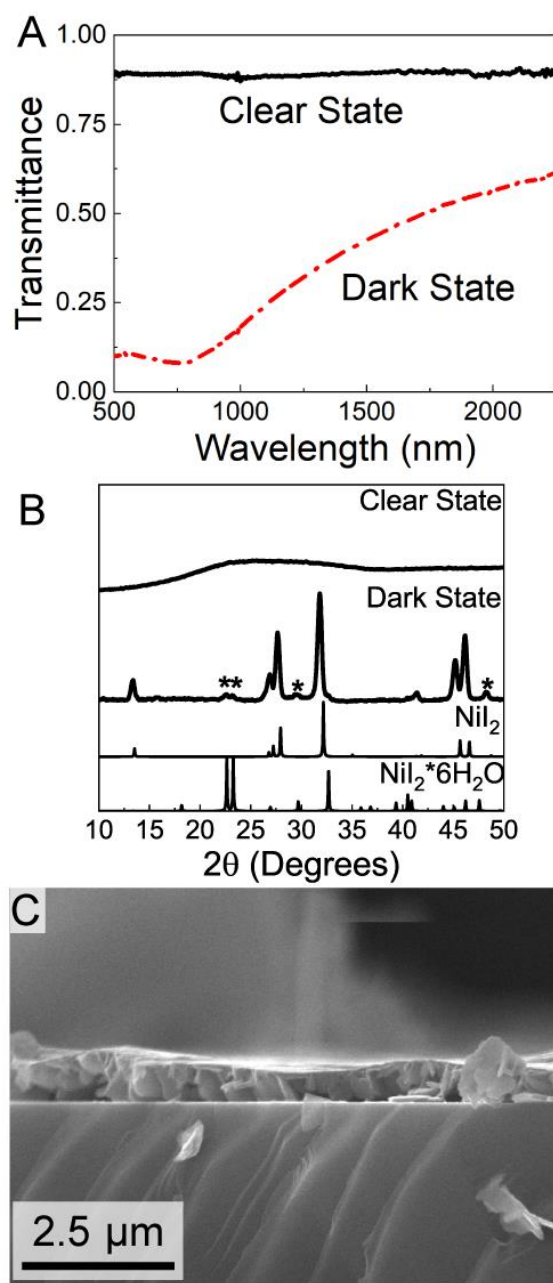 A
1.00
0.75
0.50
0.25
0.00
Transmittance
Clear State
Dark State
500
1000
1500
2000
Wavelength (nm)
B
Clear State
Dark State
**
*
*
NiI₂
NiI₂*6H₂O
10 15 20 25 30 35 40 45 50
2θ (Degrees)
C
2.5 µm